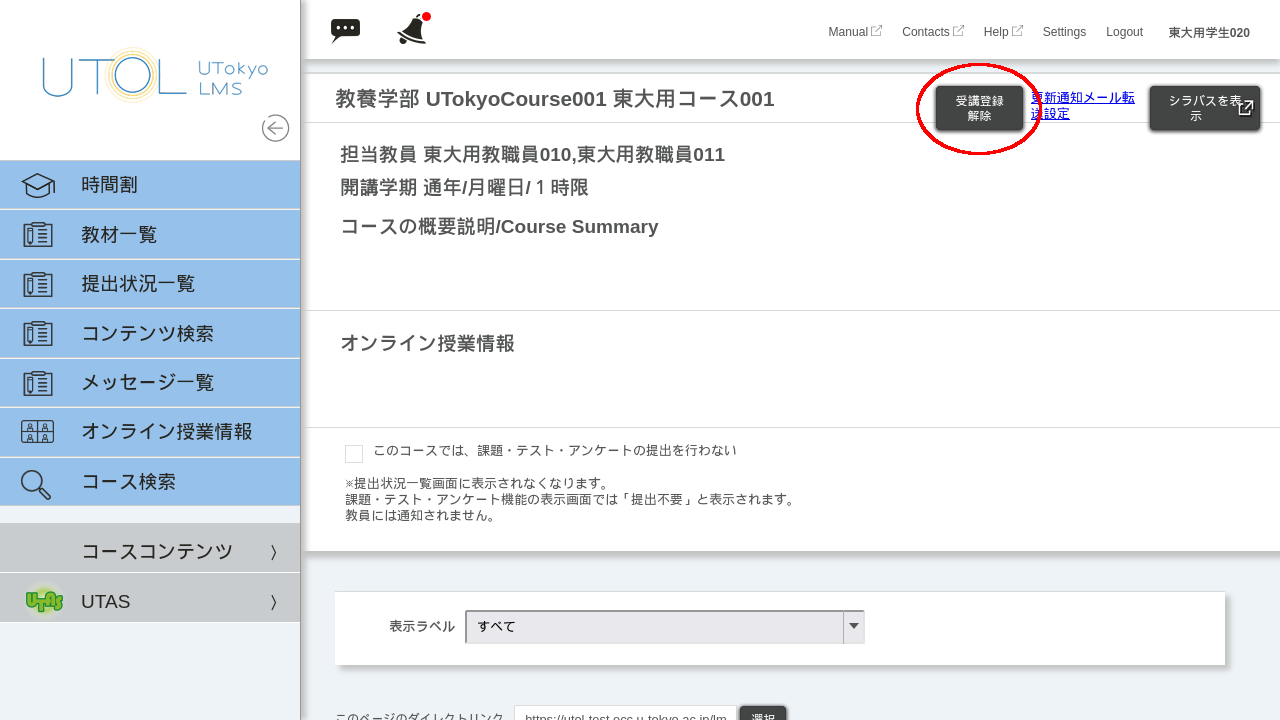 UTOL UTokyo LMS
Manual Contacts Help Settings Logout 東大用学生020
時間割
教材一覧
提出状況一覧
コンテンツ検索
メッセージ一覧
オンライン授業情報
コース検索
コースコンテンツ 〉
UTAS 〉
教養学部 UTokyoCourse001 東大用コース001
受講登録
解除
更新通知メール転
送設定
シラバスを表
示
担当教員 東大用教職員010,東大用教職員011
開講学期 通年/月曜日/１時限
コースの概要説明/Course Summary
オンライン授業情報
このコースでは、課題・テスト・アンケートの提出を行わない
※提出状況一覧画面に表示されなくなります。
課題・テスト・アンケート機能の表示画面では「提出不要」と表示されます。
教員には通知されません。
表示ラベル すべて
このページのダイレクトリンク https://utol-test.ecc.u-tokyo.ac.jp/lm 選択